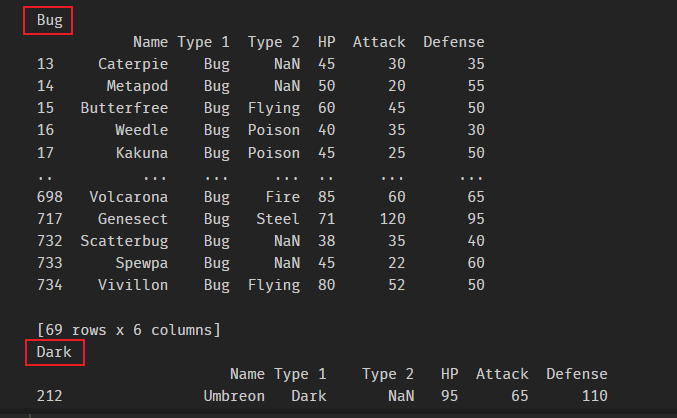 Bug
Name Type 1 Type 2 HP Attack Defense
13 Caterpie Bug NaN 45 30 35
14 Metapod Bug NaN 50 20 55
15 Butterfree Bug Flying 60 45 50
16 Weedle Bug Poison 40 35 30
17 Kakuna Bug Poison 45 25 50
.. ... ... ... .. ... ...
698 Volcarona Bug Fire 85 60 65
717 Genesect Bug Steel 71 120 95
732 Scatterbug Bug NaN 38 35 40
733 Spewpa Bug NaN 45 22 60
734 Vivillon Bug Flying 80 52 50
[69 rows x 6 columns]
Dark
Name Type 1 Type 2 HP Attack Defense
212 Umbreon Dark NaN 95 65 110